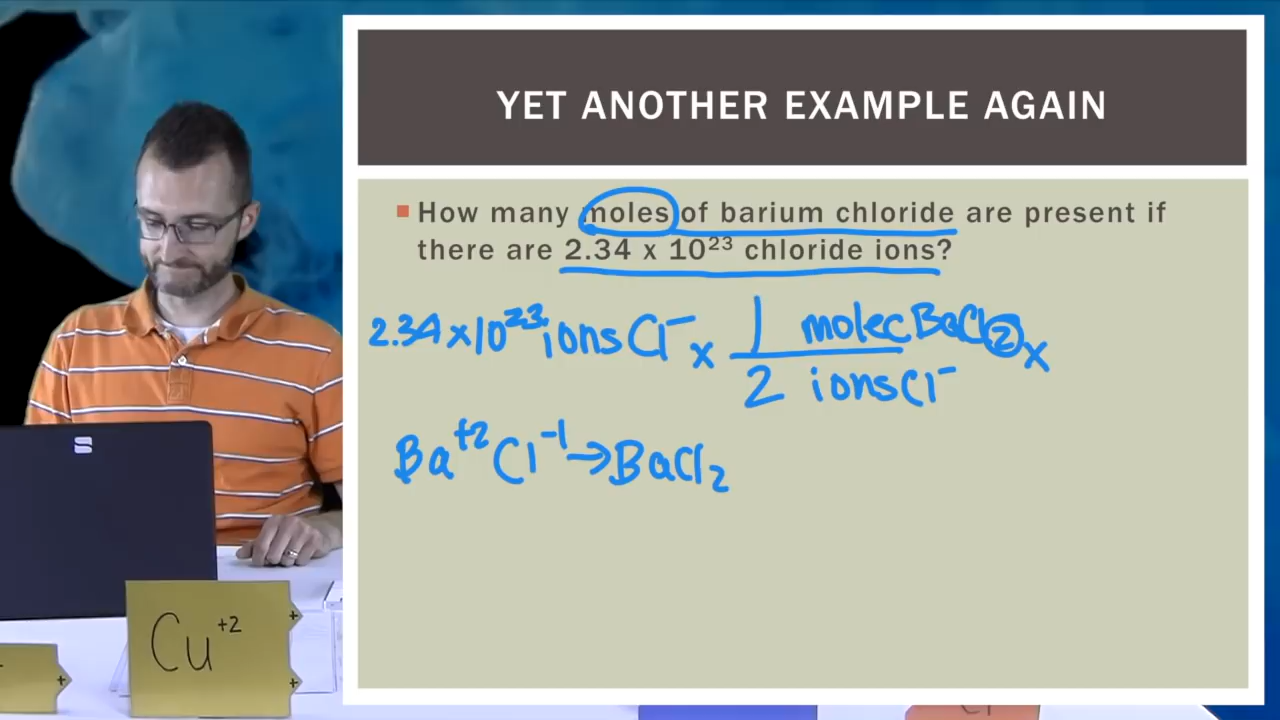 YET ANOTHER EXAMPLE AGAIN
How many moles of barium chloride are present if
there are 2.34 x 10²³ chloride ions?
2.34 x 10²³ ions Cl⁻ x 1 molec BaCl₂ x
2 ions Cl⁻
Ba⁺² Cl⁻¹ → BaCl₂
Cu⁺²
+
+
+